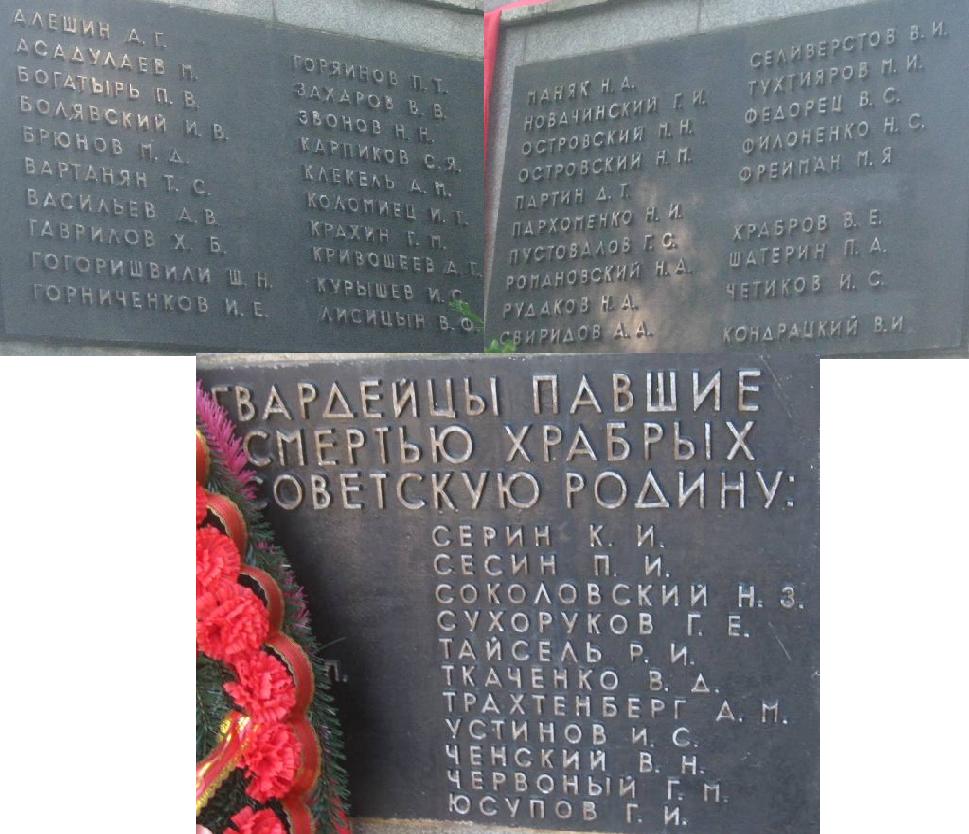 АЛЕШИН Д. Г.
АСАДУЛАЕВ М.
БОГАТЫРЬ П. В.
БОЛЯВСКИЙ И. В.
БРЮНОВ М. Д.
ВАРТАНЯН Т. С.
ВАСИЛЬЕВ А. В.
ГАВРИЛОВ Х. Б.
ГОГОРИШВИЛИ Ш. Н.
ГОРНИЧЕНКОВ И. Е.
ГОРЯИНОВ П. Т.
ЗАХАРОВ В. В.
ЗВОНОВ Н. Н.
КАРПИКОВ С. Я.
КЛЕКЕЛЬ А. М.
КОЛОМИЕЦ И. Т.
КРАХИН Г. М.
КРИВОШЕЕВ А. Г.
КУРЫШЕВ И. С.
ЛИСИЦЫН В. Ф.
ПАНЯК Н. А.
НОВАЧИНСКИЙ Г. И.
ОСТРОВСКИЙ М. Н.
ОСТРОВСКИЙ Н. М.
ПАРТИН Д. Т.
ПАРХОМЕНКО Н. И.
ПУСТОВАЛОВ Г. С.
РОМАНОВСКИЙ Н. А.
РУДАКОВ Н. А.
СВИРИДОВ А. А.
СЕЛИВЕРСТОВ В. И.
ТУХТИЯРОВ М. И.
ФЕДОРЕЦ В. С.
ФИЛОНЕНКО Н. С.
ФРЕЙМАН М. Я
ХРАБРОВ В. Е.
ШАТЕРИН П. А.
ЧЕТИКОВ И. С.
КОНДРАЦКИЙ В. И
ГВАРДЕЙЦЫ ПАВШИЕ
СМЕРТЬЮ ХРАБРЫХ
СОВЕТСКУЮ РОДИНУ:
СЕРИН К. И.
СЕСИН П. И.
СОКОЛОВСКИЙ Н. З.
СУХОРУКОВ Г. Е.
ТАЙСЕЛЬ Р. И.
ТКАЧЕНКО В. Д.
ТРАХТЕНБЕРГ А. М.
УСТИНОВ И. С.
ЧЕНСКИЙ В. Н.
ЧЕРВОНЫЙ Г. М.
ЮСУПОВ Г. И.